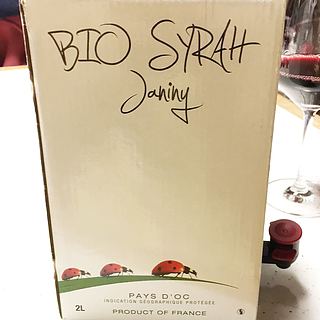 BIO SYRAH
Janiny
PAYS D'OC
INDICATION GÉOGRAPHIQUE PROTÉGÉE
2L
PRODUCT OF FRANCE